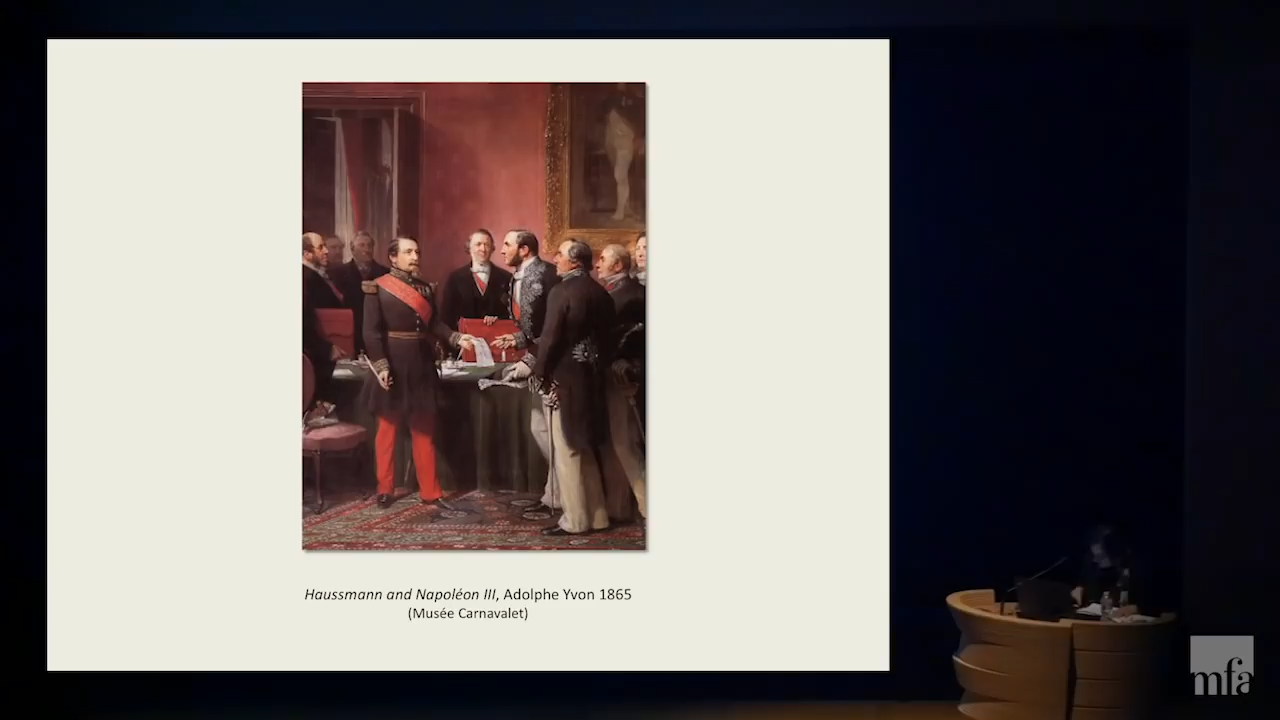 Haussmann and Napoléon III, Adolphe Yvon 1865
(Musée Carnavalet)
mfa